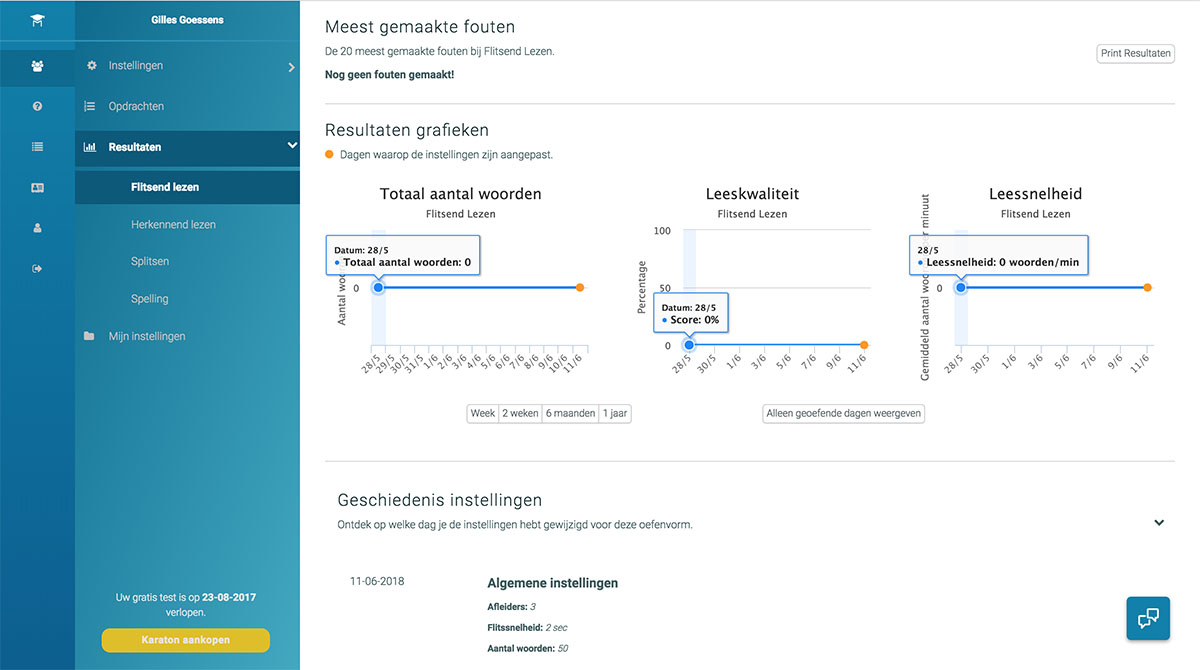 Gilles Goessens
Instellingen
Opdrachten
Resultaten
Flitsend lezen
Herkennend lezen
Splitsen
Spelling
Mijn instellingen
Uw gratis test is op 23-08-2017
verlopen.
Karaton aankopen
Meest gemaakte fouten
De 20 meest gemaakte fouten bij Flitsend Lezen.
Nog geen fouten gemaakt!
Print Resultaten
Resultaten grafieken
Dagen waarop de instellingen zijn aangepast.
Totaal aantal woorden
Flitsend Lezen
Datum: 28/5
Totaal aantal woorden: 0
Aantal
0
28/5 29/5 30/5 31/5 1/6 2/6 3/6 4/6 5/6 6/6 7/6 8/6 9/6 10/6 11/6
Leeskwaliteit
Flitsend Lezen
Percentage
100
50
0
Datum: 28/5
Score: 0%
28/5 30/5 1/6 3/6 5/6 7/6 9/6 11/6
Leessnelheid
Flitsend Lezen
28/5
Leessnelheid: 0 woorden/min
Gemiddeld aantal
minuut
0
28/5 30/5 1/6 3/6 5/6 7/6 9/6 11/6
Week 2 weken 6 maanden 1 jaar
Alleen geoefende dagen weergeven
Geschiedenis instellingen
Ontdek op welke dag je de instellingen hebt gewijzigd voor deze oefenvorm.
11-06-2018
Algemene instellingen
Afleiders: 3
Flitssnelheid: 2 sec
Aantal woorden: 50